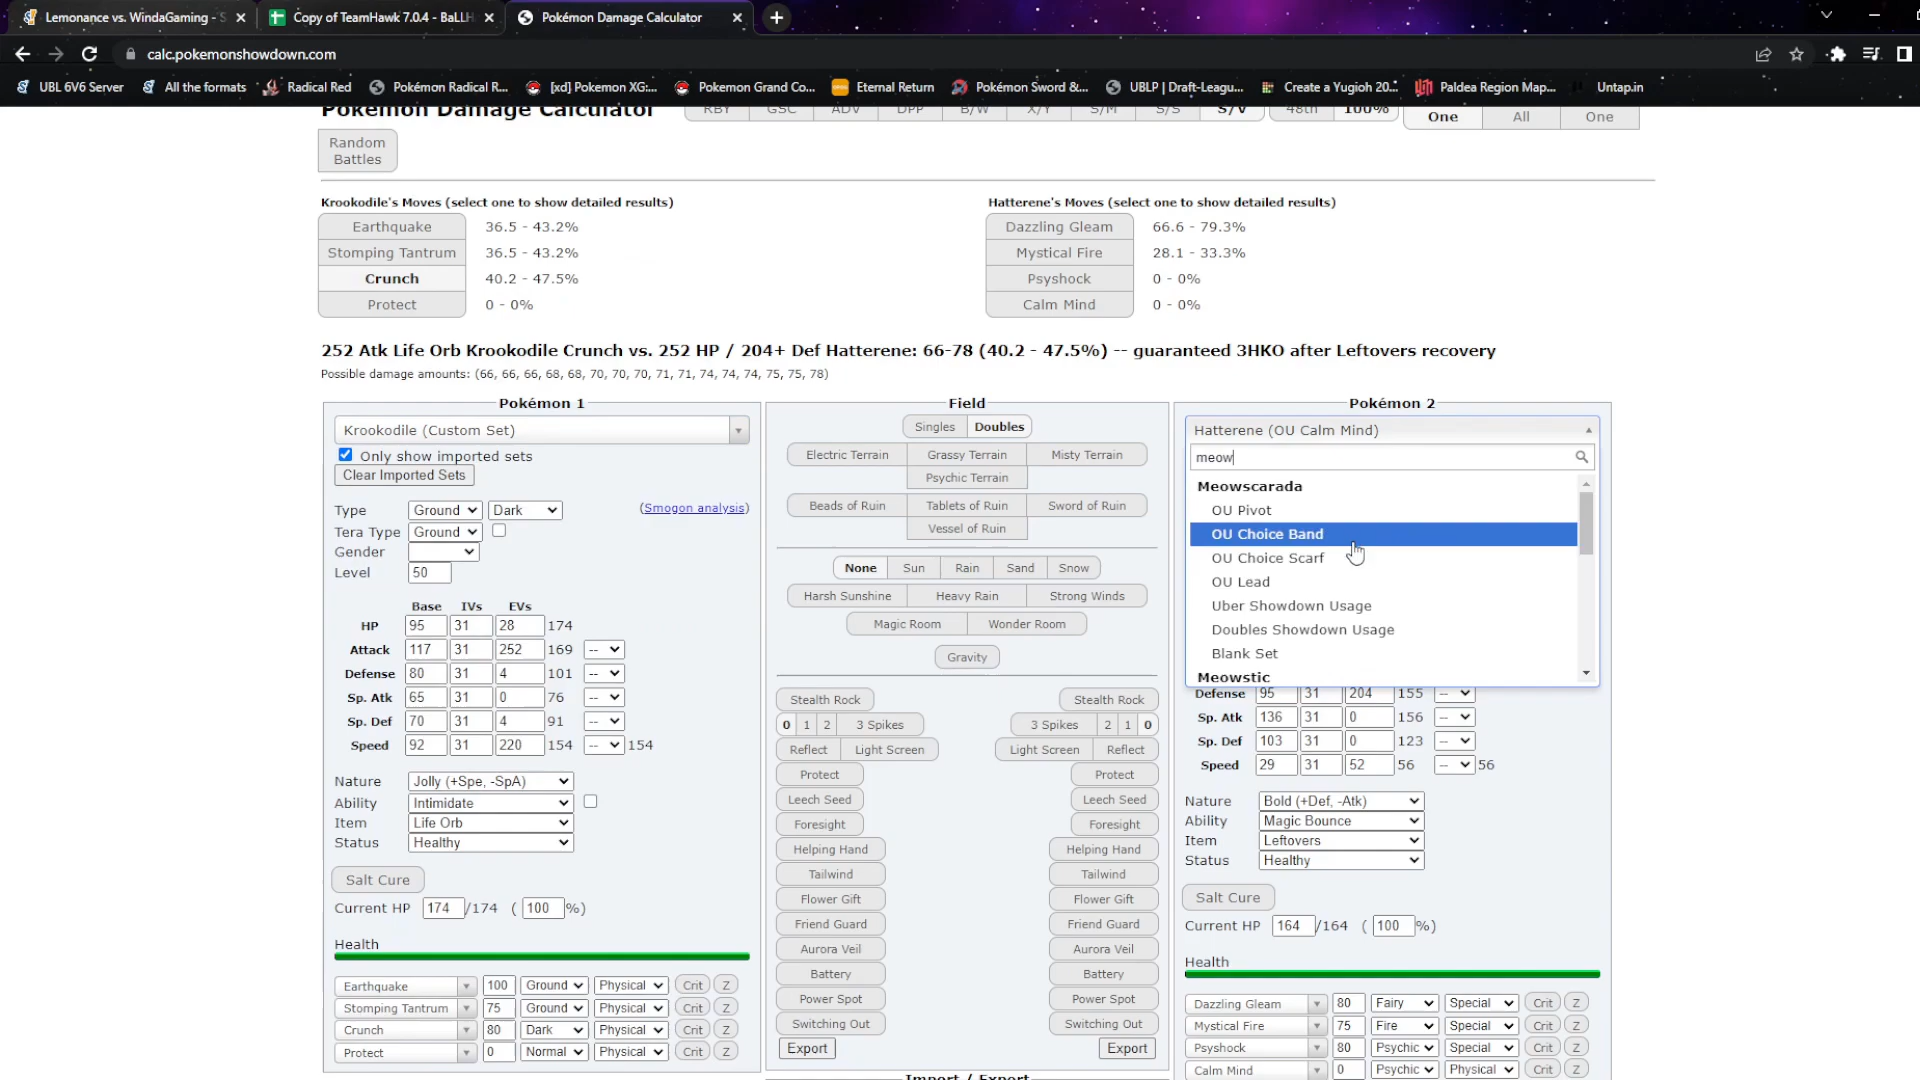 Lemonance vs. WindaGaming - S
Copy of TeamHawk 7.0.4 - BaLLH
Pokémon Damage Calculator
calc.pokemonshowdown.com
UBL 6V6 Server
All the formats
Radical Red
Pokémon Radical R...
[xd] Pokemon XG:...
Pokemon Grand Co...
Eternal Return
Pokémon Sword &...
UBLP | Draft-Leagu...
Create a Yugioh 20...
Paldea Region Map...
Untap.in
Pokémon Damage Calculator
RBY GSC ADV DPP B/W X/Y S/M S/S S/V 48th 100% One All One
Random Battles
Krookodile's Moves (select one to show detailed results)
Earthquake 36.5 - 43.2%
Stomping Tantrum 36.5 - 43.2%
Crunch 40.2 - 47.5%
Protect 0 - 0%
Hatterene's Moves (select one to show detailed results)
Dazzling Gleam 66.6 - 79.3%
Mystical Fire 28.1 - 33.3%
Psyshock 0 - 0%
Calm Mind 0 - 0%
252 Atk Life Orb Krookodile Crunch vs. 252 HP / 204+ Def Hatterene: 66-78 (40.2 - 47.5%) -- guaranteed 3HKO after Leftovers recovery
Possible damage amounts: (66, 66, 66, 68, 68, 70, 70, 70, 71, 71, 74, 74, 74, 75, 75, 78)
Pokémon 1
Krookodile (Custom Set)
Only show imported sets
Clear Imported Sets
Type Ground Dark (Smogon analysis)
Tera Type Ground
Gender
Level 50
Base IVs EVs
HP 95 31 28 174
Attack 117 31 252 169 --
Defense 80 31 4 101 --
Sp. Atk 65 31 0 76 --
Sp. Def 70 31 4 91 --
Speed 92 31 220 154 -- 154
Nature Jolly (+Spe, -SpA)
Ability Intimidate
Item Life Orb
Status Healthy
Salt Cure
Current HP 174 /174 ( 100 %)
Health
Earthquake 100 Ground Physical Crit Z
Stomping Tantrum 75 Ground Physical Crit Z
Crunch 80 Dark Physical Crit Z
Protect 0 Normal Physical Crit Z
Field
Singles Doubles
Electric Terrain Grassy Terrain Misty Terrain
Psychic Terrain
Beads of Ruin Tablets of Ruin Sword of Ruin
Vessel of Ruin
None Sun Rain Sand Snow
Harsh Sunshine Heavy Rain Strong Winds
Magic Room Wonder Room
Gravity
Stealth Rock Stealth Rock
0 1 2 3 Spikes 3 Spikes 2 1 0
Reflect Light Screen Light Screen Reflect
Protect Protect
Leech Seed Leech Seed
Foresight Foresight
Helping Hand Helping Hand
Tailwind Tailwind
Flower Gift Flower Gift
Friend Guard Friend Guard
Aurora Veil Aurora Veil
Battery Battery
Power Spot Power Spot
Switching Out Switching Out
Export Export
Import / Export
Pokémon 2
Hatterene (OU Calm Mind)
meow
Meowscarada
OU Pivot
OU Choice Band
OU Choice Scarf
OU Lead
Uber Showdown Usage
Doubles Showdown Usage
Blank Set
Meowstic
Defense 95 31 204 155 --
Sp. Atk 136 31 0 156 --
Sp. Def 103 31 0 123 --
Speed 29 31 52 56 -- 56
Nature Bold (+Def, -Atk)
Ability Magic Bounce
Item Leftovers
Status Healthy
Salt Cure
Current HP 164 /164 ( 100 %)
Health
Dazzling Gleam 80 Fairy Special Crit Z
Mystical Fire 75 Fire Special Crit Z
Psyshock 80 Psychic Special Crit Z
Calm Mind 0 Psychic Physical Crit Z